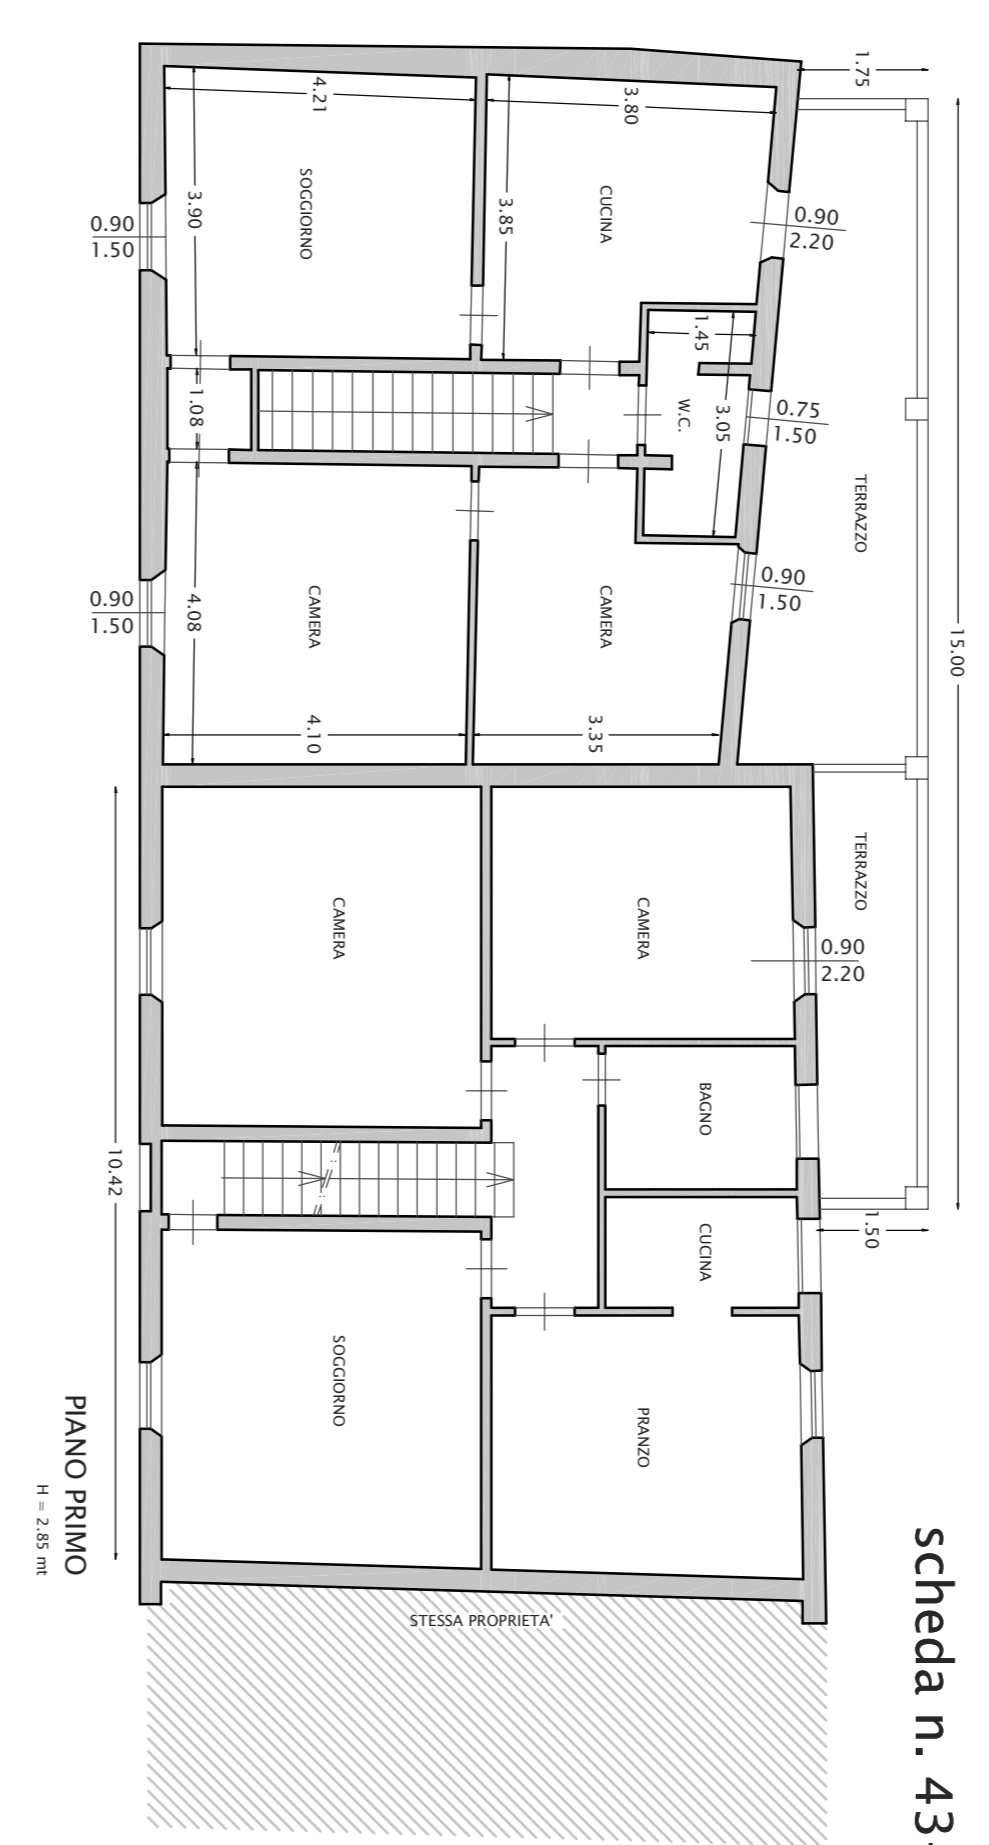 scheda n. 43
1.75
15.00
1.50
TERRAZZO
TERRAZZO
4.21
3.80
3.90
3.85
SOGGIORNO
CUCINA
0.90
1.50
0.90
2.20
1.45
3.05
W.C.
0.75
1.50
1.08
4.08
CAMERA
CAMERA
0.90
1.50
0.90
1.50
4.10
3.35
CAMERA
CAMERA
0.90
2.20
BAGNO
10.42
CUCINA
SOGGIORNO
PRANZO
PIANO PRIMO
H = 2.85 mt
STESSA PROPRIETA'